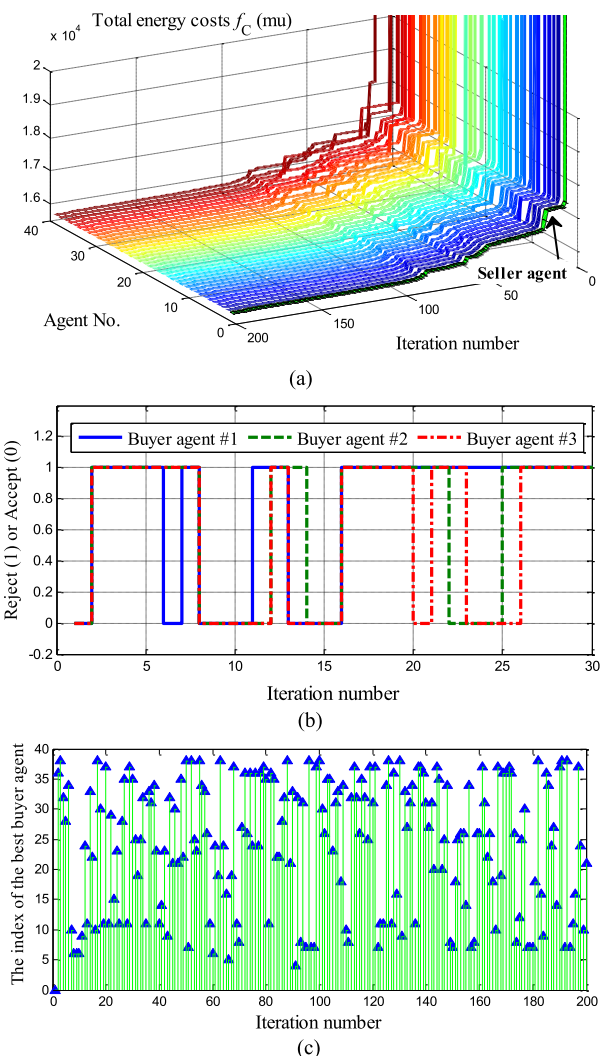 Total energy costs fC (mu)
x 10⁴
2
1.9
1.8
1.7
1.6
40
30
20
10
0
Agent No.
200
150
100
50
0
Iteration number
Seller agent
(a)
Reject (1) or Accept (0)
1.2
1
0.8
0.6
0.4
0.2
0
-0.2
Buyer agent #1 Buyer agent #2 Buyer agent #3
0 5 10 15 20 25 30
Iteration number
(b)
The index of the best buyer agent
40
35
30
25
20
15
10
5
0
0 20 40 60 80 100 120 140 160 180 200
Iteration number
(c)